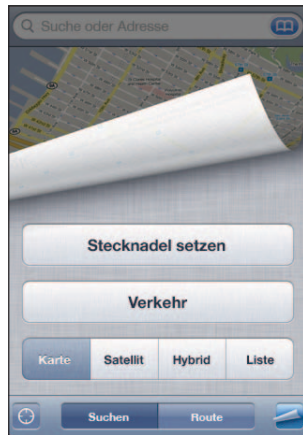 Suche oder Adresse
Stecknadel setzen
Verkehr
Karte Satellit Hybrid Liste
Suchen Route